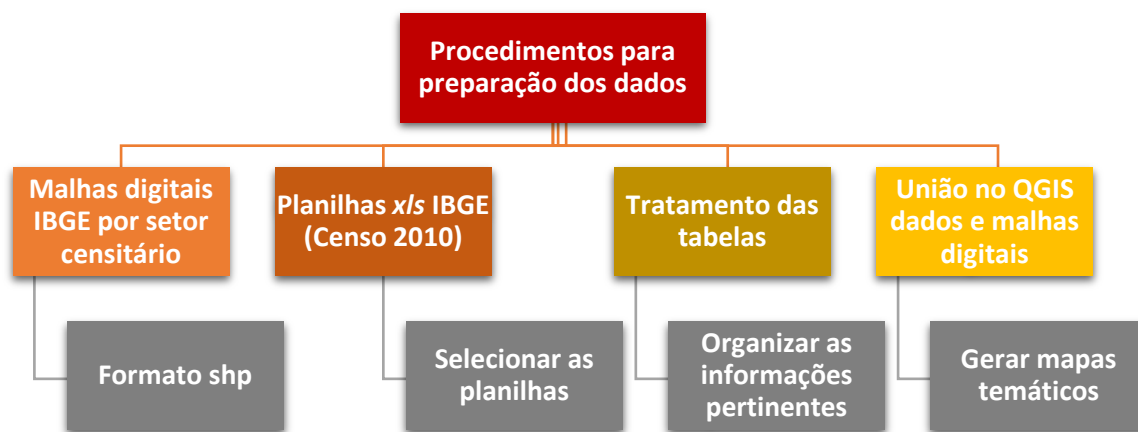 Procedimentos para
preparação dos dados
Malhas digitais
IBGE por setor
censitário
Planilhas xls IBGE
(Censo 2010)
Tratamento das
tabelas
União no QGIS
dados e malhas
digitais
Formato shp
Selecionar as
planilhas
Organizar as
informações
pertinentes
Gerar mapas
temáticos